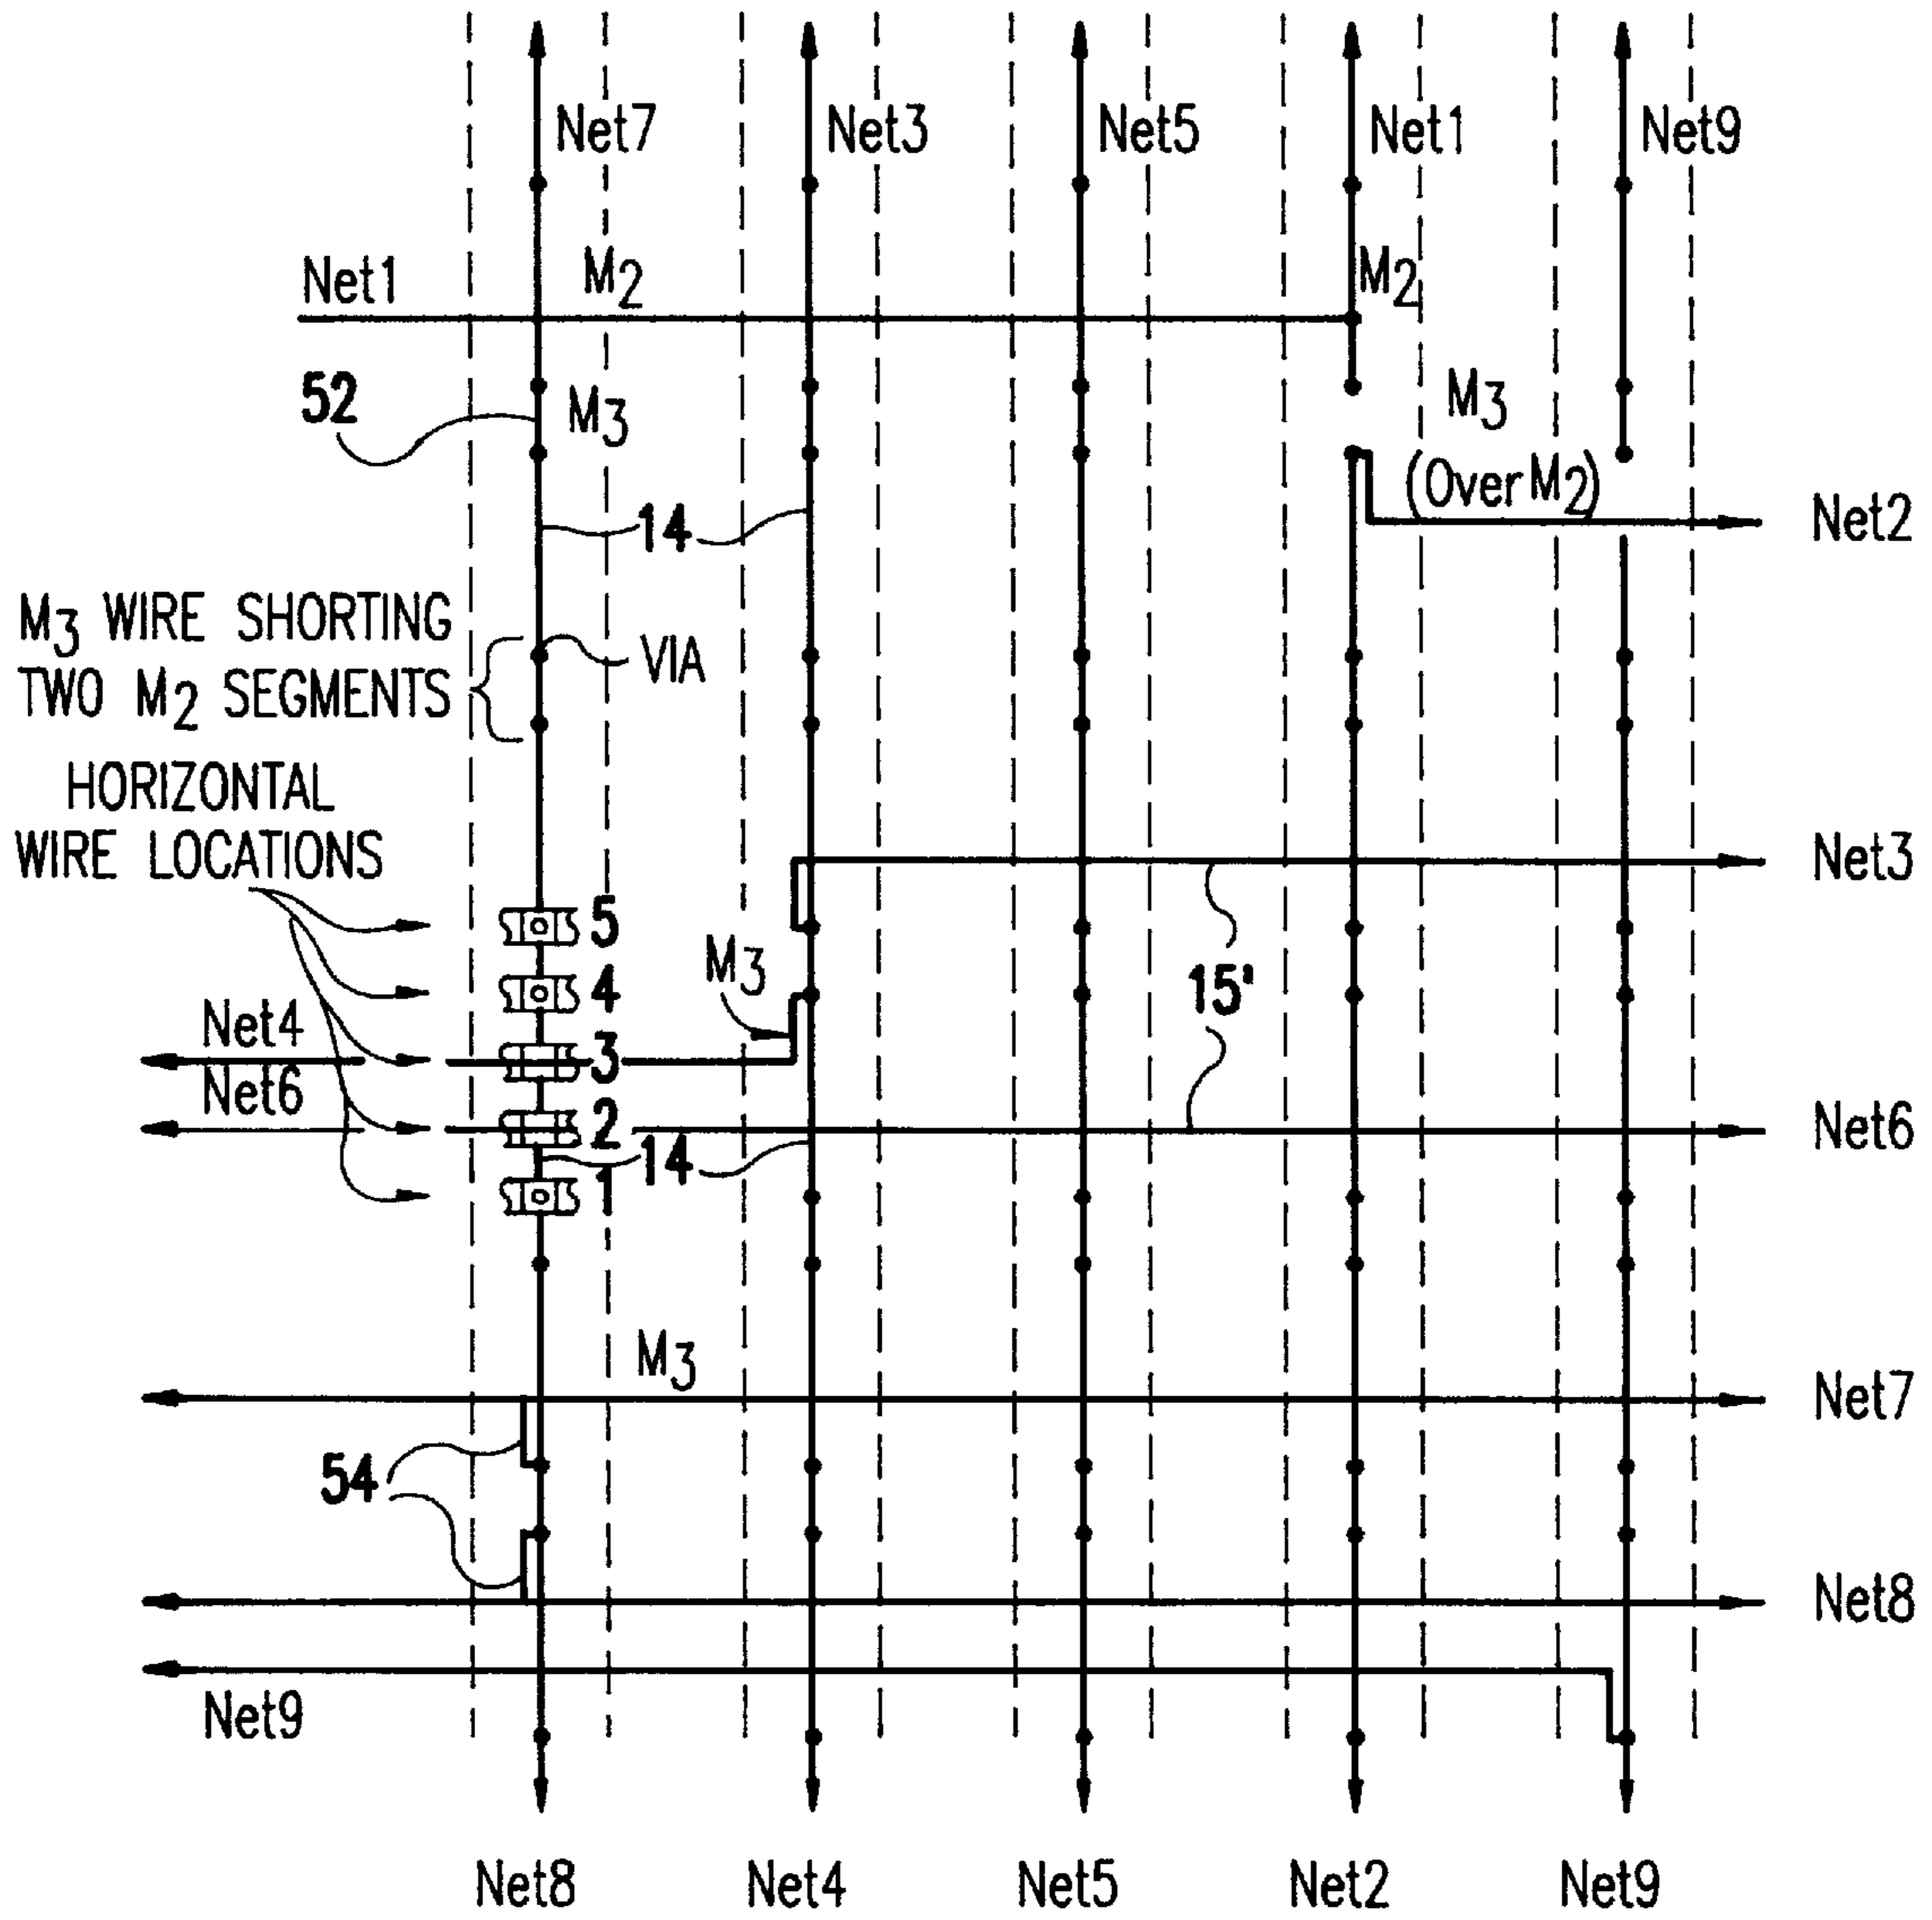 Net7 Net3 Net5 Net1 Net9
Net1 M2 M2
52 M3 M3
(Over M2)
14 Net2
M3 WIRE SHORTING
TWO M2 SEGMENTS
VIA
HORIZONTAL
WIRE LOCATIONS
Net3
5
M3
4 15'
Net4
3
Net6
2 Net6
14
1
M3
Net7
54
Net8
Net9
Net8 Net4 Net5 Net2 Net9